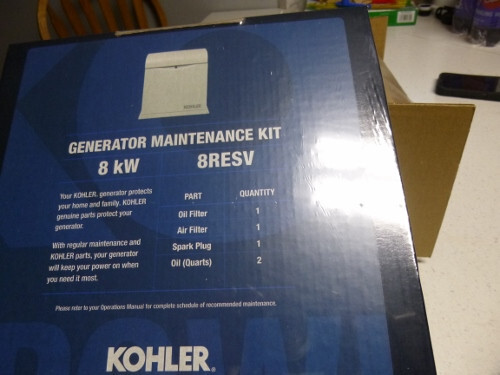 GENERATOR MAINTENANCE KIT
8 kW 8RESV
Your KOHLER. generator protects
your home and family. KOHLER
genuine parts protect your
generator.
With regular maintenance and
KOHLER parts, your generator
will keep your power on when
you need it most.
PART QUANTITY
Oil Filter 1
Air Filter 1
Spark Plug 1
Oil (Quarts) 2
Please refer to your Operations Manual for complete schedule of recommended maintenance.
KOHLER®